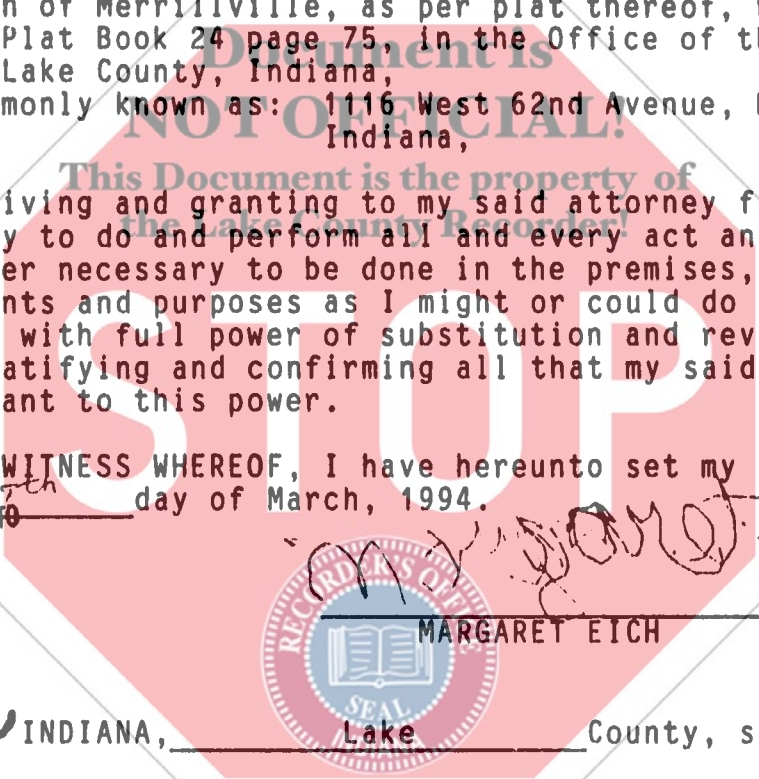 n of Merrillville, as per plat thereof,
Plat Book 24 page 75, in the Office of t
Lake County, Indiana,
monly known as: 1116 West 62nd Avenue,
Indiana,
Document is
NOT OFFICIAL!
This Document is the property of
the Lake County Recorder!
iving and granting to my said attorney f
y to do and perform all and every act an
er necessary to be done in the premises,
nts and purposes as I might or could do
with full power of substitution and rev
atifying and confirming all that my said
ant to this power.
STOP
WITNESS WHEREOF, I have hereunto set my
th
day of March, 1994.
Margaret
MARGARET EICH
RECORDER'S OFFICE
SEAL
INDIANA
INDIANA, Lake County, s